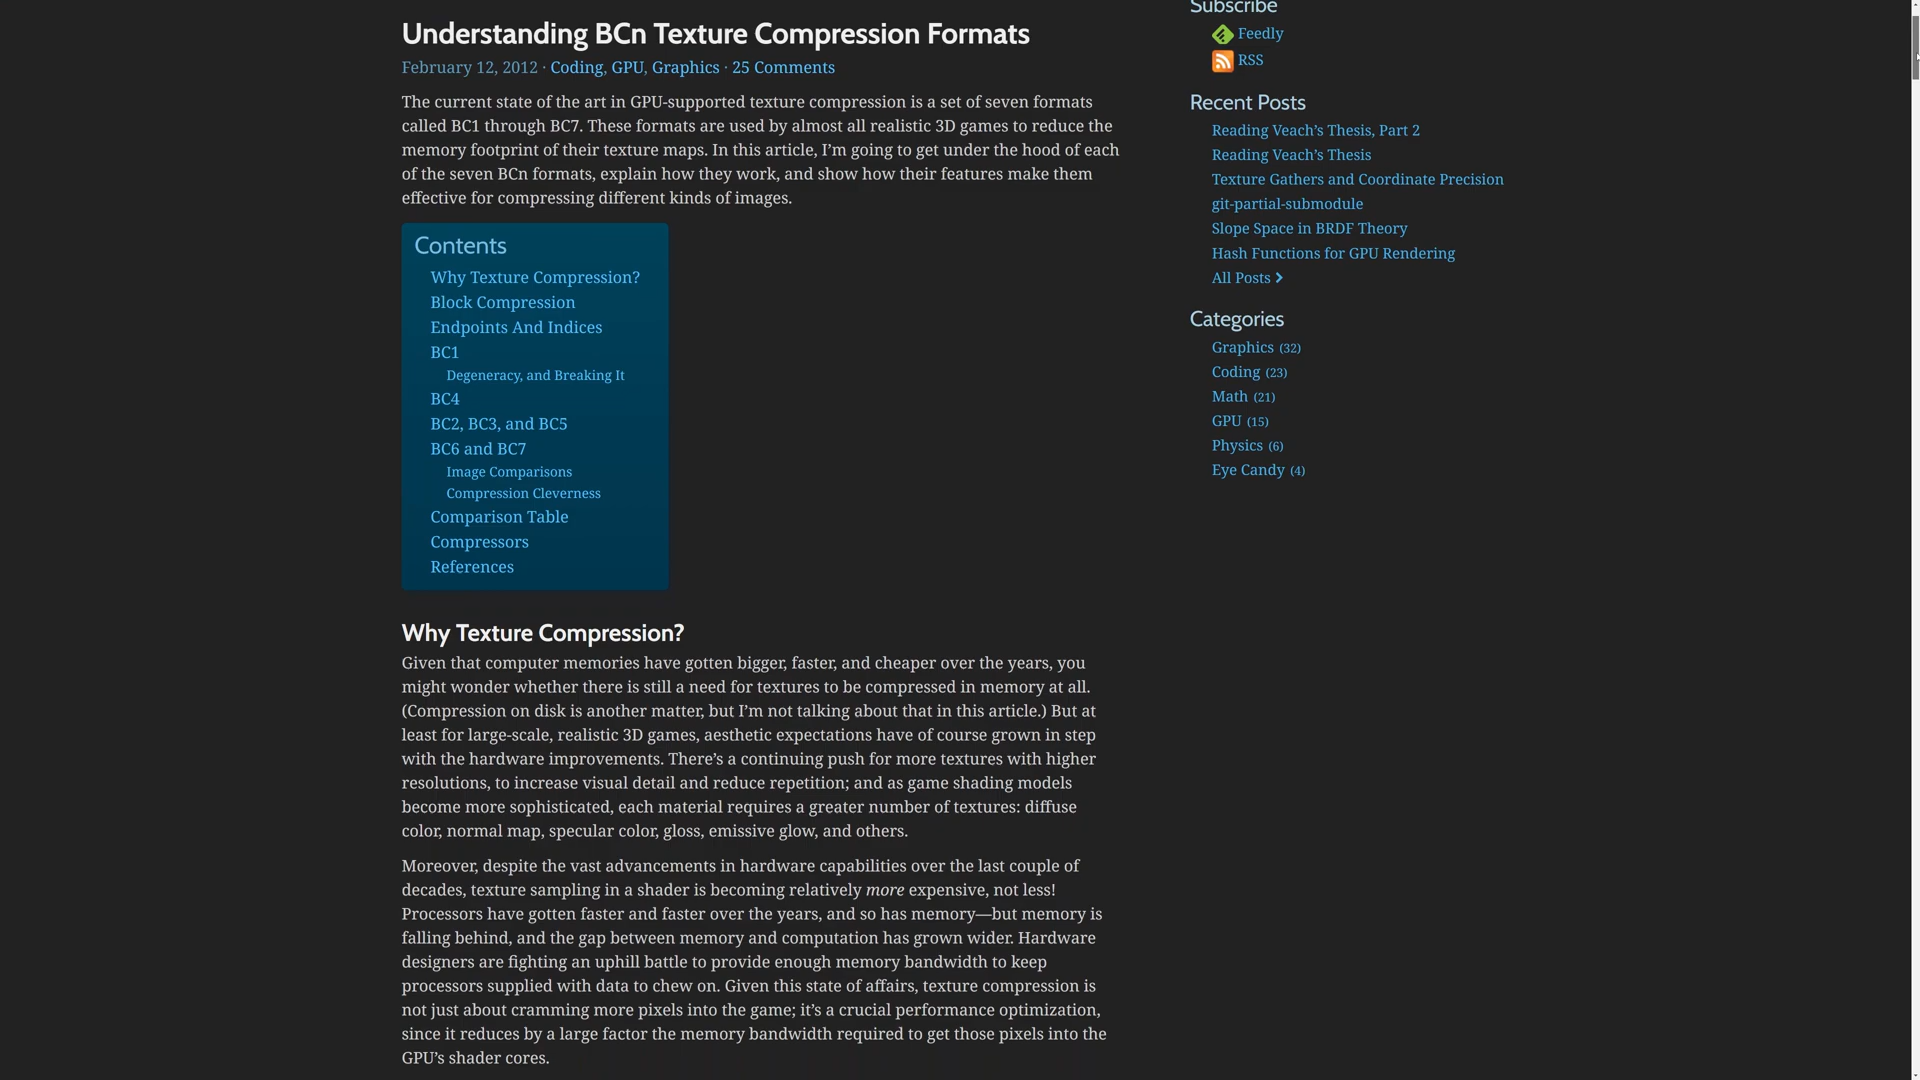 Understanding BCn Texture Compression Formats
February 12, 2012 · Coding, GPU, Graphics · 25 Comments
The current state of the art in GPU-supported texture compression is a set of seven formats
called BC1 through BC7. These formats are used by almost all realistic 3D games to reduce the
memory footprint of their texture maps. In this article, I’m going to get under the hood of each
of the seven BCn formats, explain how they work, and show how their features make them
effective for compressing different kinds of images.
Contents
Why Texture Compression?
Block Compression
Endpoints And Indices
BC1
Degeneracy, and Breaking It
BC4
BC2, BC3, and BC5
BC6 and BC7
Image Comparisons
Compression Cleverness
Comparison Table
Compressors
References
Why Texture Compression?
Given that computer memories have gotten bigger, faster, and cheaper over the years, you
might wonder whether there is still a need for textures to be compressed in memory at all.
(Compression on disk is another matter, but I’m not talking about that in this article.) But at
least for large-scale, realistic 3D games, aesthetic expectations have of course grown in step
with the hardware improvements. There’s a continuing push for more textures with higher
resolutions, to increase visual detail and reduce repetition; and as game shading models
become more sophisticated, each material requires a greater number of textures: diffuse
color, normal map, specular color, gloss, emissive glow, and others.
Moreover, despite the vast advancements in hardware capabilities over the last couple of
decades, texture sampling in a shader is becoming relatively more expensive, not less!
Processors have gotten faster and faster over the years, and so has memory—but memory is
falling behind, and the gap between memory and computation has grown wider. Hardware
designers are fighting an uphill battle to provide enough memory bandwidth to keep
processors supplied with data to chew on. Given this state of affairs, texture compression is
not just about cramming more pixels into the game; it’s a crucial performance optimization,
since it reduces by a large factor the memory bandwidth required to get those pixels into the
GPU’s shader cores.
Subscribe
Feedly
RSS
Recent Posts
Reading Veach’s Thesis, Part 2
Reading Veach’s Thesis
Texture Gathers and Coordinate Precision
git-partial-submodule
Slope Space in BRDF Theory
Hash Functions for GPU Rendering
All Posts
Categories
Graphics (32)
Coding (23)
Math (21)
GPU (15)
Physics (6)
Eye Candy (4)